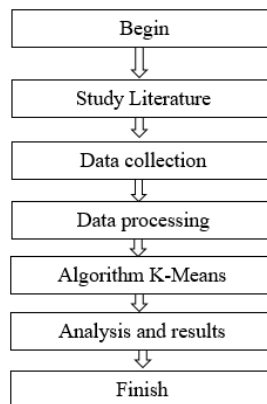 Begin
Study Literature
Data collection
Data processing
Algorithm K-Means
Analysis and results
Finish